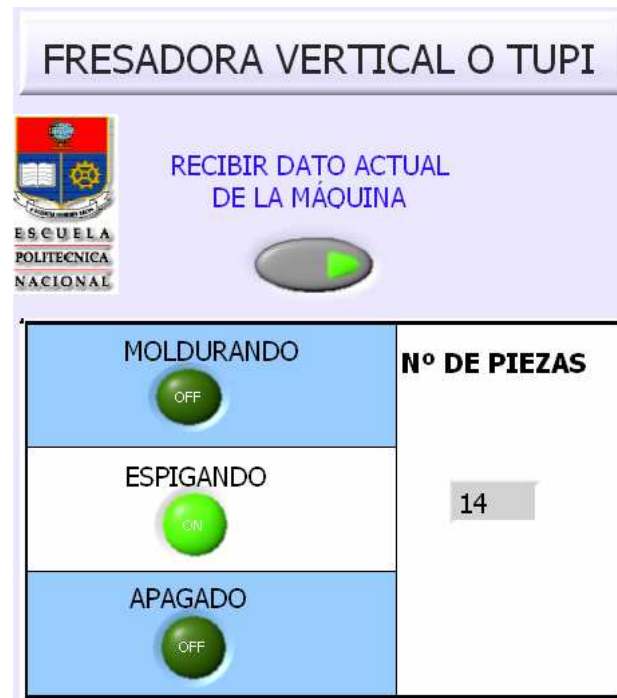 FRESADORA VERTICAL O TUPI
RECIBIR DATO ACTUAL
DE LA MÁQUINA
ESCUELA
POLITECNICA
NACIONAL
MOLDURANDO
OFF
Nº DE PIEZAS
ESPIGANDO
ON
14
APAGADO
OFF